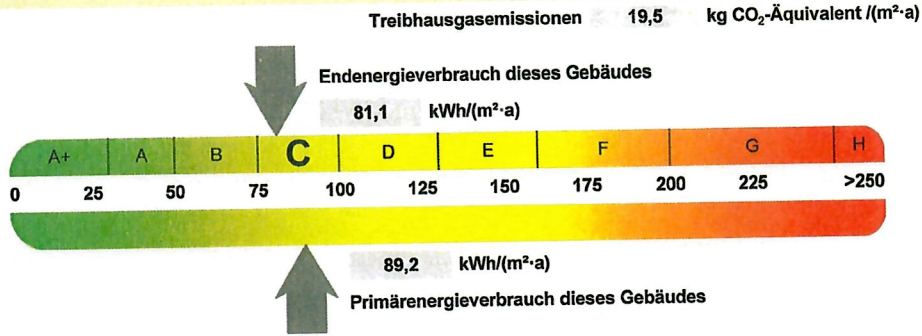 Treibhausgasemissionen 19,5 kg CO₂-Äquivalent /(m²·a)
Endenergieverbrauch dieses Gebäudes
81,1 kWh/(m²·a)
A+ A B C D E F G H
0 25 50 75 100 125 150 175 200 225 >250
89,2 kWh/(m²·a)
Primärenergieverbrauch dieses Gebäudes